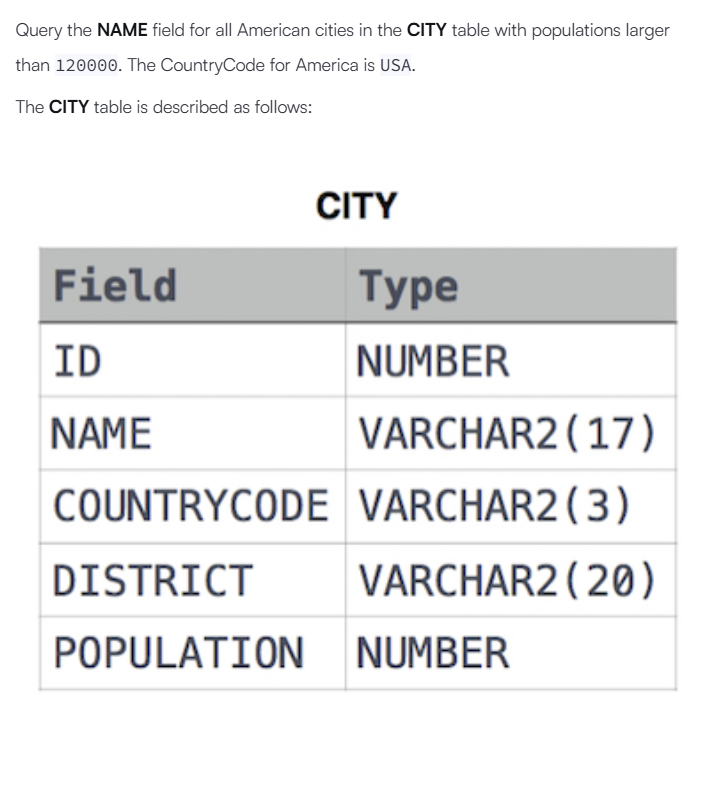 Query the NAME field for all American cities in the CITY table with populations larger
than 120000. The CountryCode for America is USA.
The CITY table is described as follows:
CITY
Field Type
ID NUMBER
NAME VARCHAR2(17)
COUNTRYCODE VARCHAR2(3)
DISTRICT VARCHAR2(20)
POPULATION NUMBER